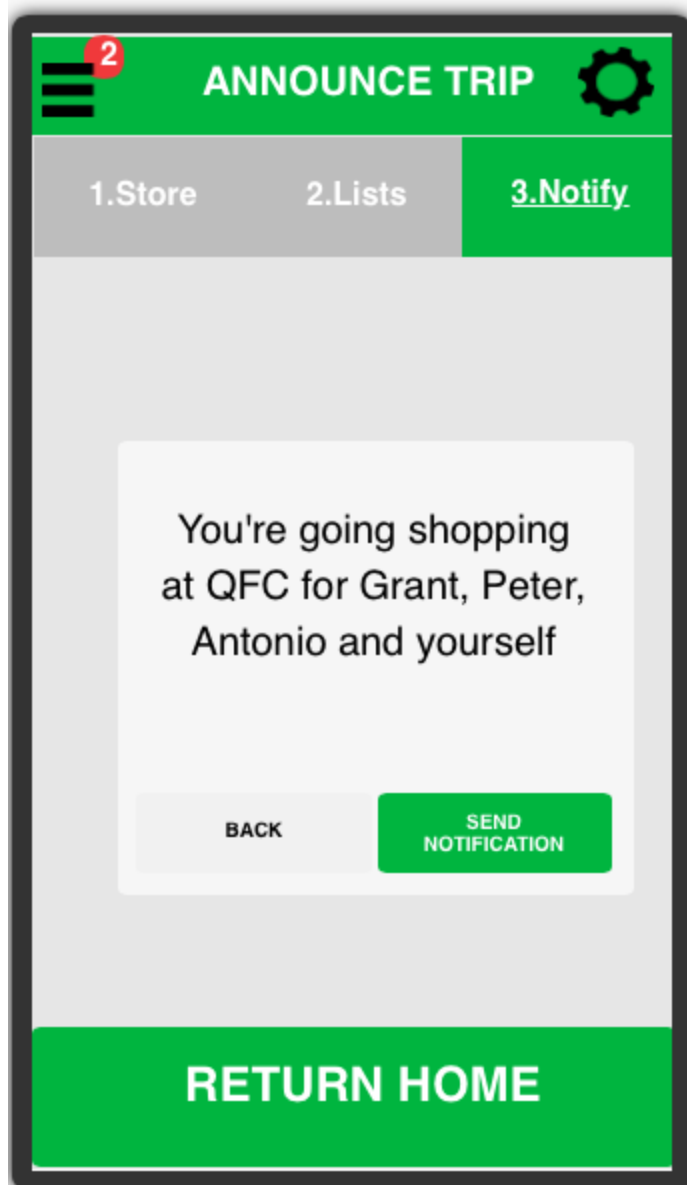 2
ANNOUNCE TRIP
1.Store 2.Lists 3.Notify
You're going shopping
at QFC for Grant, Peter,
Antonio and yourself
BACK
SEND
NOTIFICATION
RETURN HOME